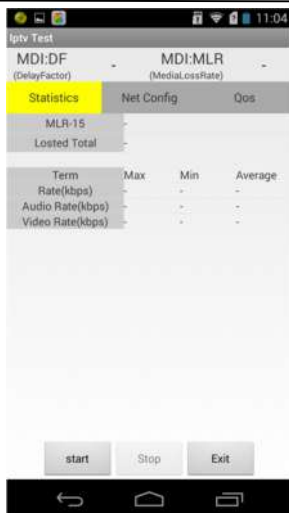 11:04
Iptv Test
MDI:DF - MDI:MLR -
(DelayFactor) (MediaLossRate)
Statistics Net Config Qos
MLR-15 -
Losted Total -
Term Max Min Average
Rate(kbps) - - -
Audio Rate(kbps) - - -
Video Rate(kbps) - - -
start Stop Exit